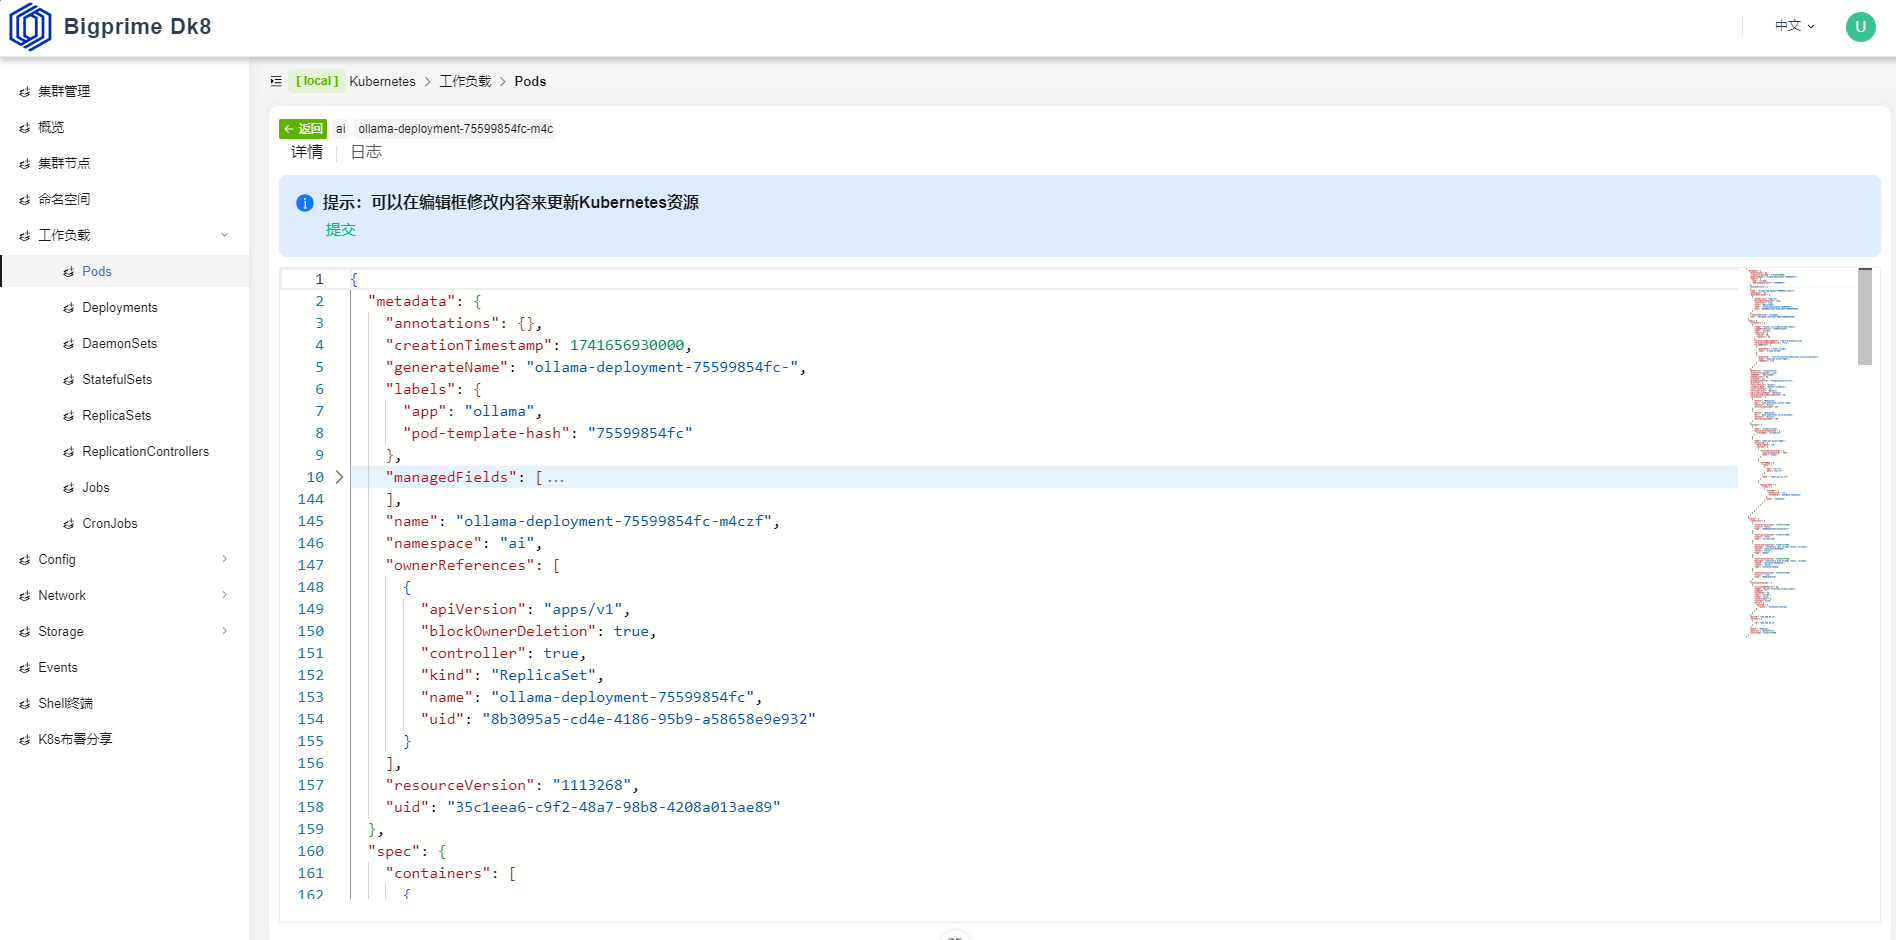 Bigprime Dk8
中文
U
集群管理
概览
集群节点
命名空间
工作负载
Pods
Deployments
DaemonSets
StatefulSets
ReplicaSets
ReplicationControllers
Jobs
CronJobs
Config
Network
Storage
Events
Shell终端
K8s布署分享
[ local ] Kubernetes > 工作负载 > Pods
← 返回 ai ollama-deployment-75599854fc-m4c
详情 日志
提示：可以在编辑框修改内容来更新Kubernetes资源
提交
1 {
2 "metadata": {
3 "annotations": {},
4 "creationTimestamp": 1741656930000,
5 "generateName": "ollama-deployment-75599854fc-",
6 "labels": {
7 "app": "ollama",
8 "pod-template-hash": "75599854fc"
9 },
10 "managedFields": [ ...
144 ],
145 "name": "ollama-deployment-75599854fc-m4czf",
146 "namespace": "ai",
147 "ownerReferences": [
148 {
149 "apiVersion": "apps/v1",
150 "blockOwnerDeletion": true,
151 "controller": true,
152 "kind": "ReplicaSet",
153 "name": "ollama-deployment-75599854fc",
154 "uid": "8b3095a5-cd4e-4186-95b9-a58658e9e932"
155 }
156 ],
157 "resourceVersion": "1113268",
158 "uid": "35c1eea6-c9f2-48a7-98b8-4208a013ae89"
159 },
160 "spec": {
161 "containers": [
162 {